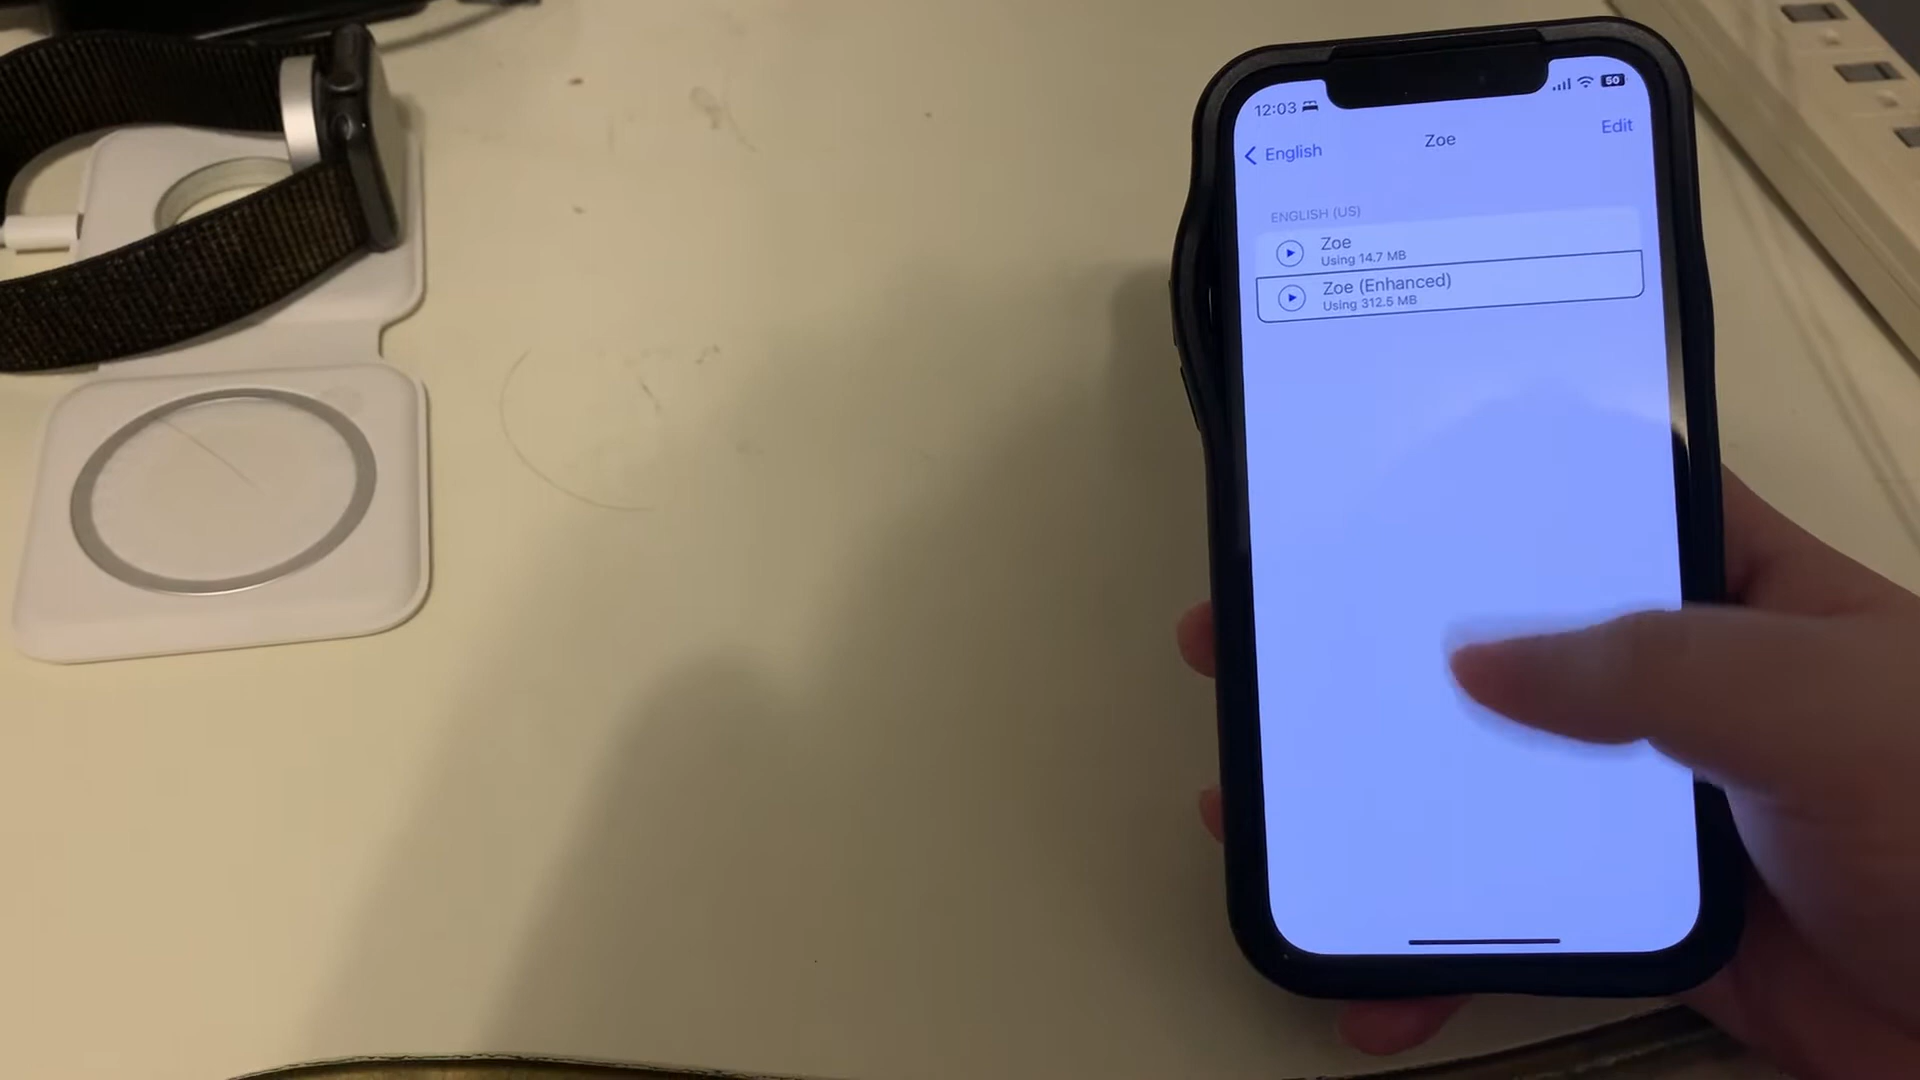 12:03
50
English
Zoe
Edit
ENGLISH (US)
Zoe
Using 14.7 MB
Zoe (Enhanced)
Using 312.5 MB